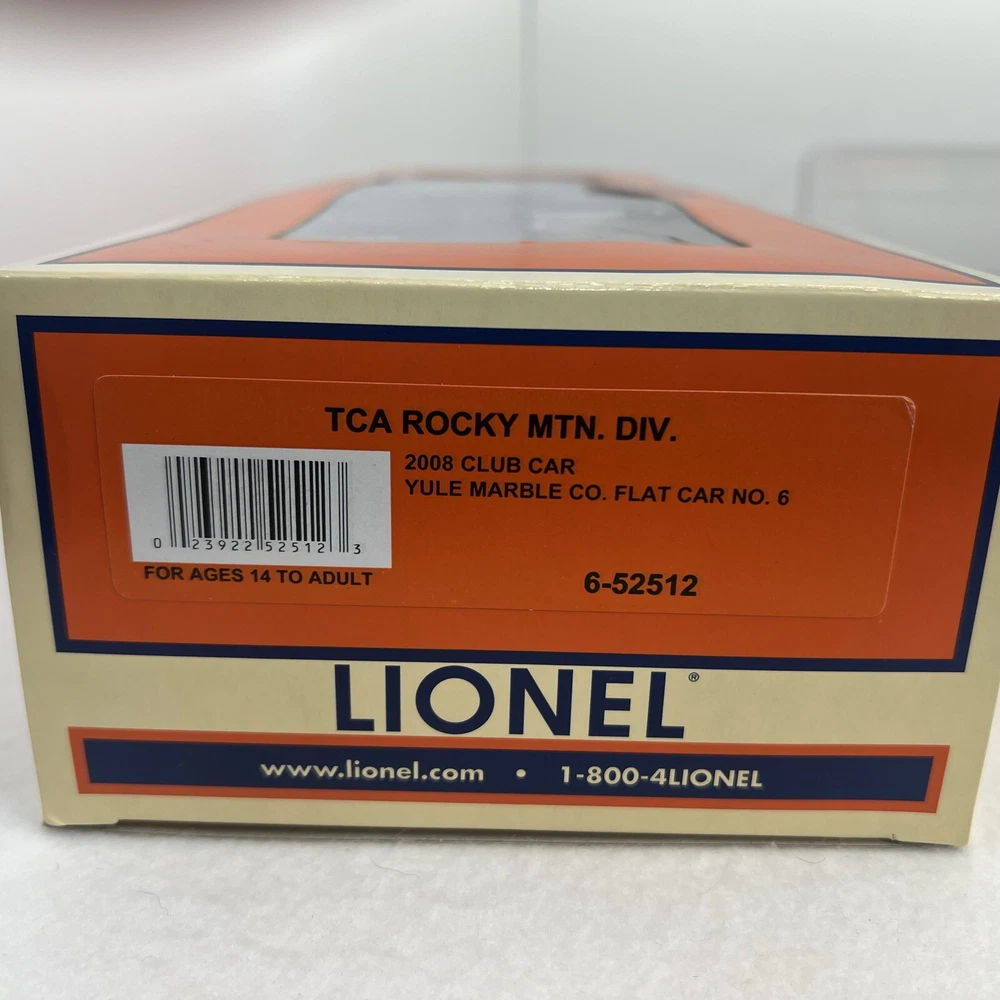 TCA ROCKY MTN. DIV.
2008 CLUB CAR
YULE MARBLE CO. FLAT CAR NO. 6
0 23922 52512 3
FOR AGES 14 TO ADULT
6-52512
LIONEL®
www.lionel.com • 1-800-4LIONEL